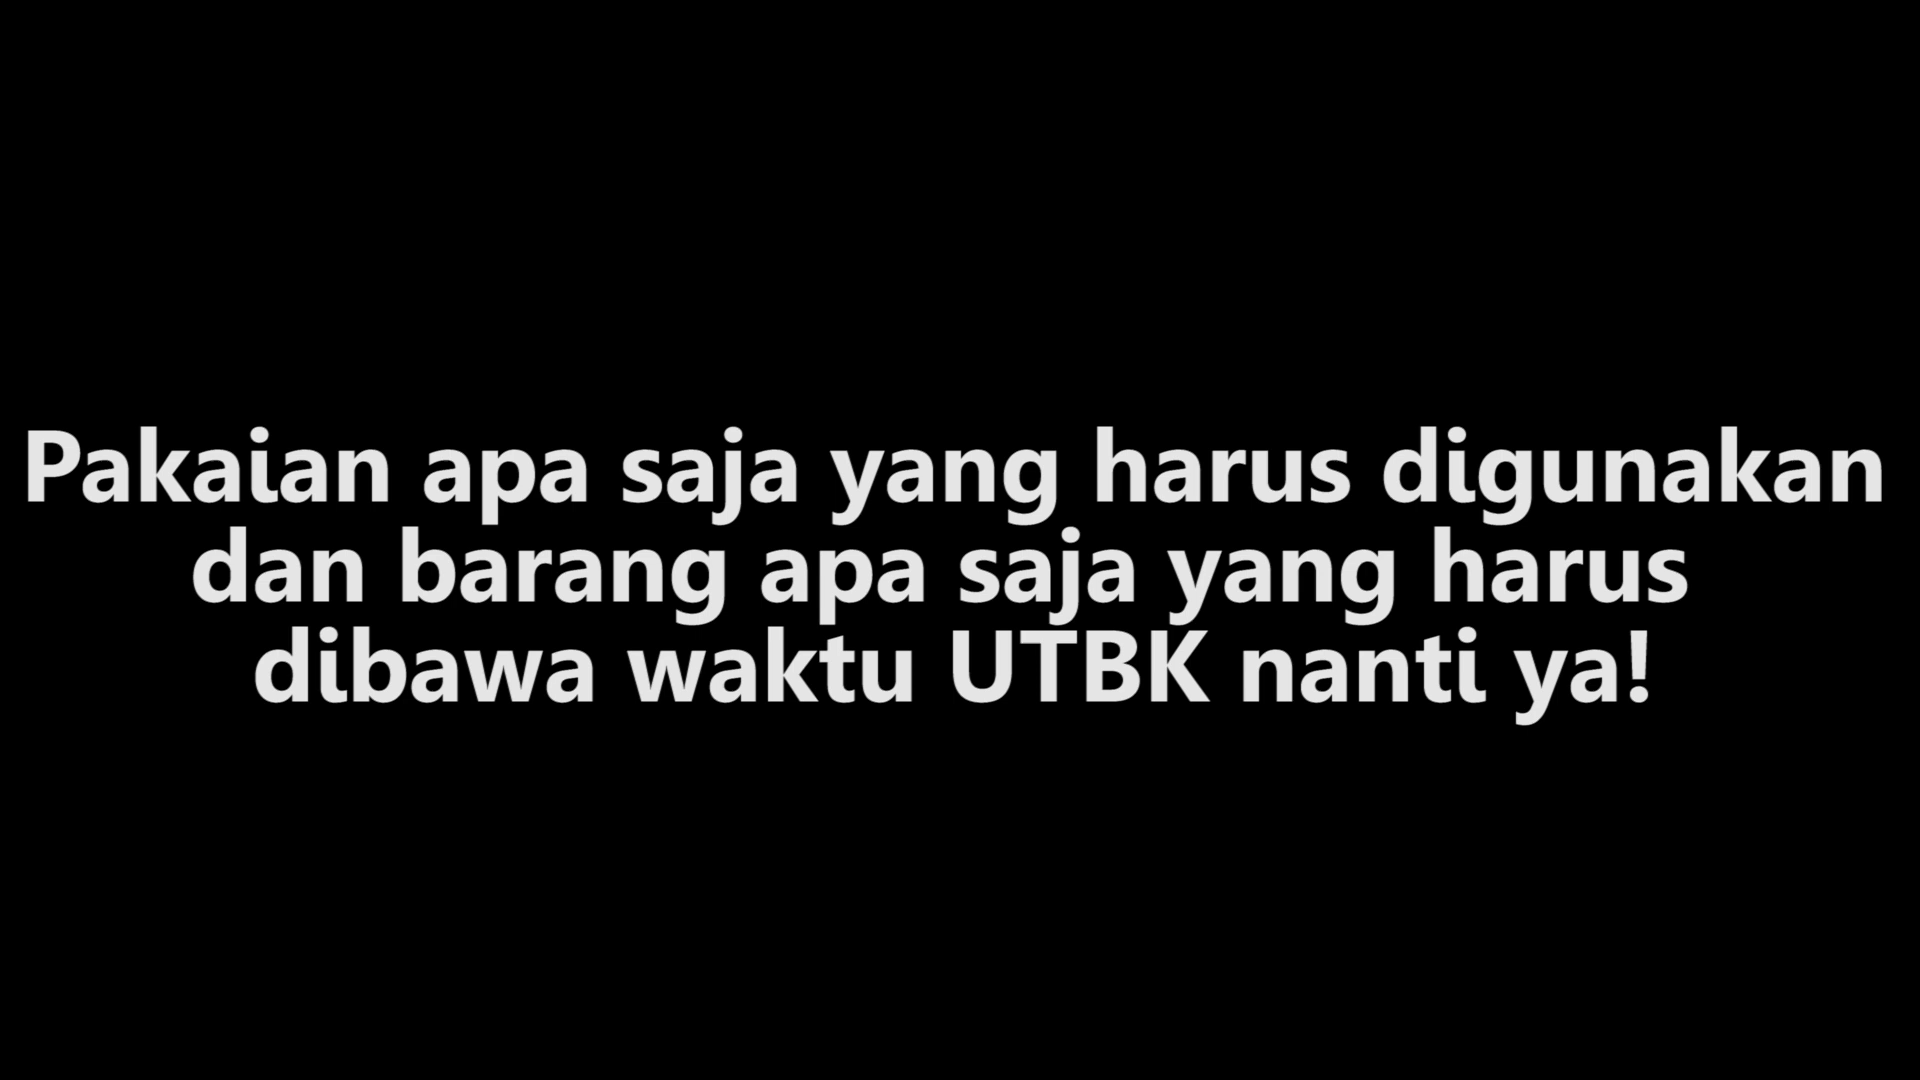 Pakaian apa saja yang harus digunakan
dan barang apa saja yang harus
dibawa waktu UTBK nanti ya!